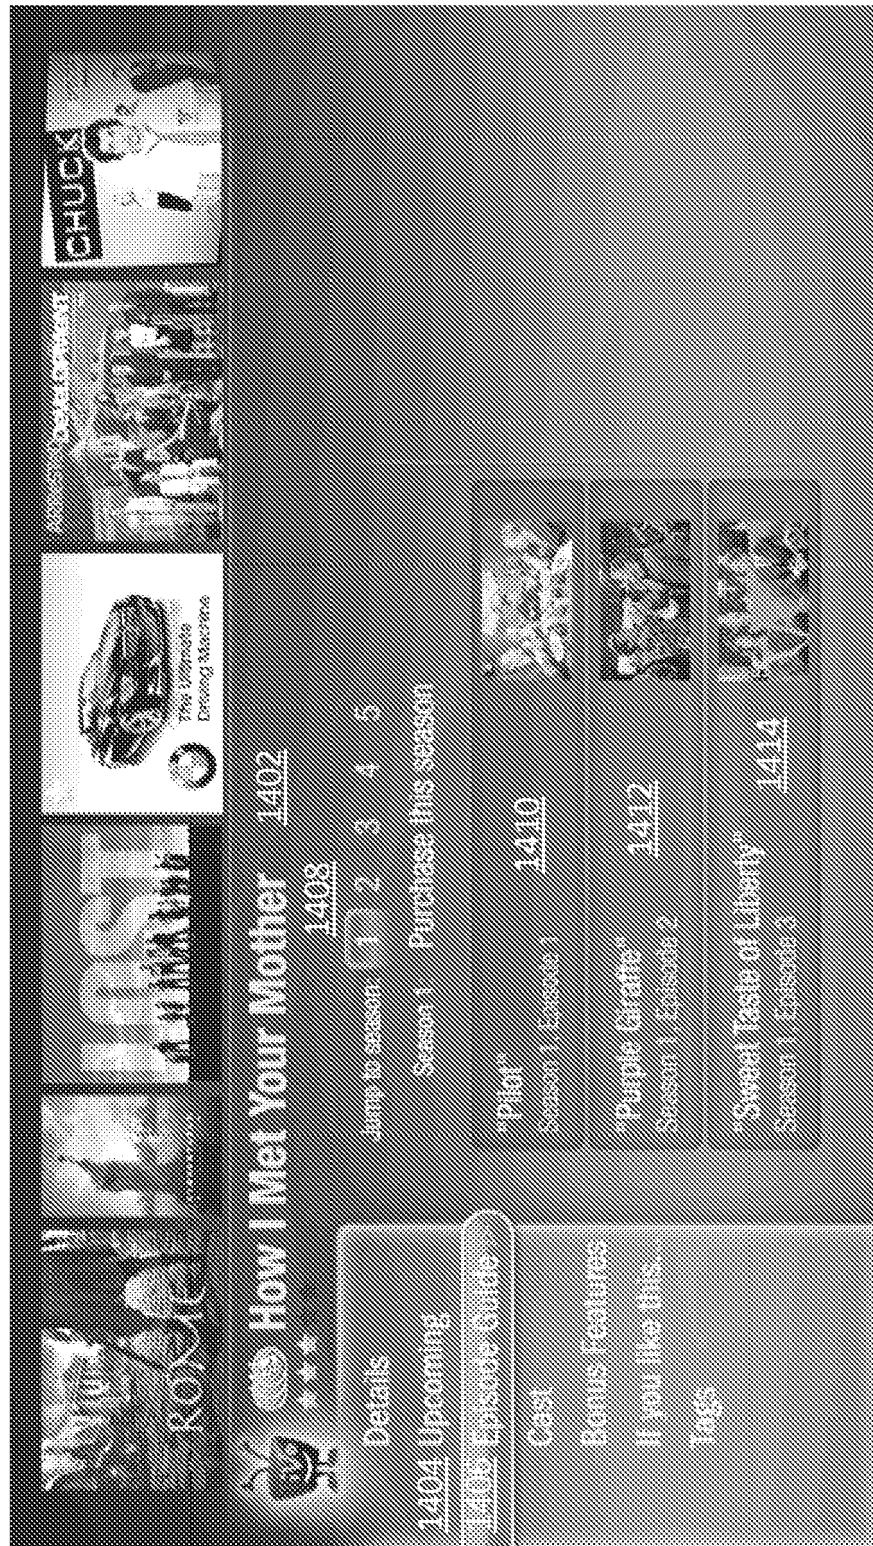 ROME
LOST
The Ultimate
Driving Machine
DEVELOPMENT
CHUCK
How I Met Your Mother 1402
1408
Details
1404 Upcoming
1406 Episode Guide
Cast
Bonus Features
If you like this...
Tags
Jump to season 1 2 3 4 5
Season 1 Purchase this season
"Pilot" 1410
Season 1, Episode 1
"Purple Giraffe" 1412
Season 1, Episode 2
"Sweet Taste of Liberty" 1414
Season 1, Episode 3